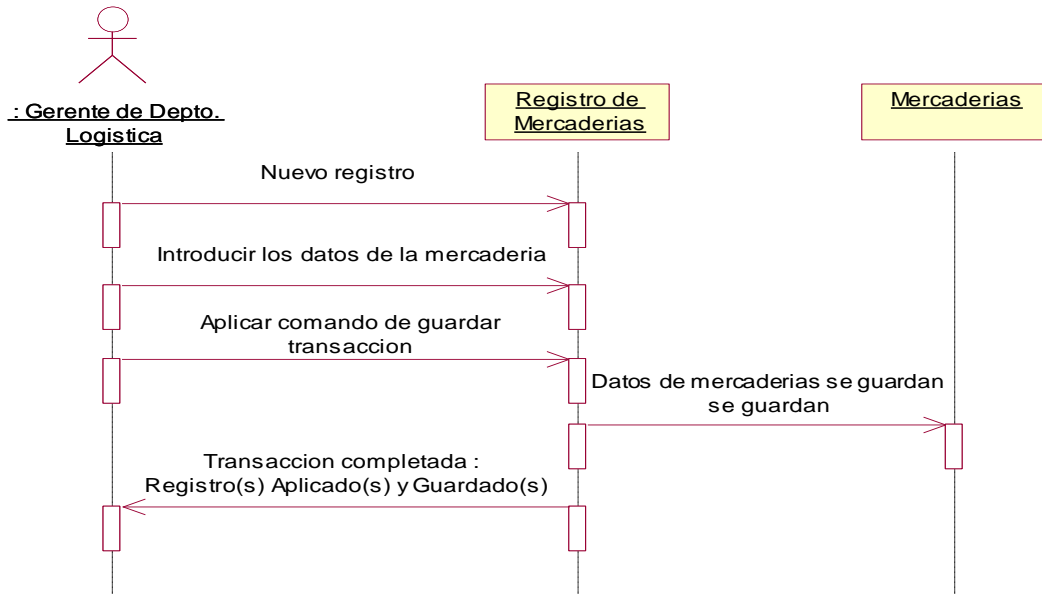 : Gerente de Depto.
Logistica
Registro de
Mercaderias
Mercaderias
Nuevo registro
Introducir los datos de la mercaderia
Aplicar comando de guardar
transaccion
Datos de mercaderias se guardan
se guardan
Transaccion completada :
Registro(s) Aplicado(s) y Guardado(s)